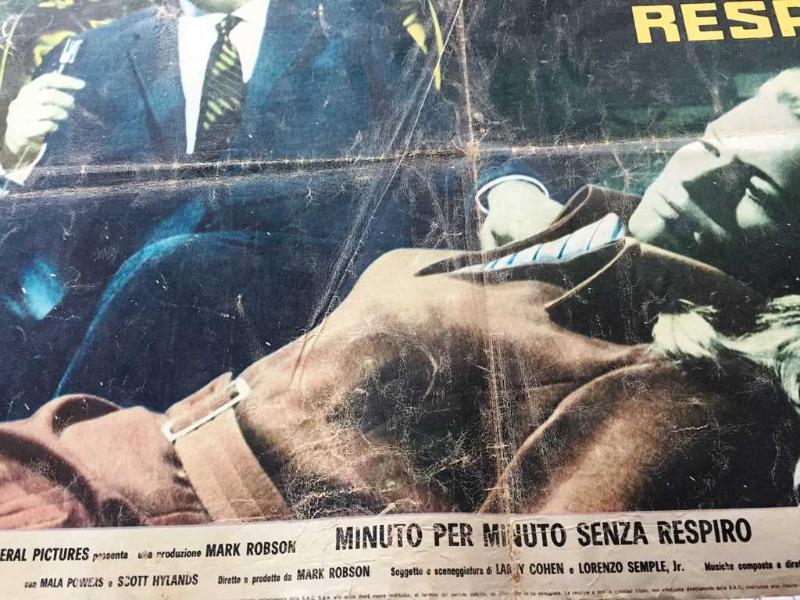 RESP
ERAL PICTURES presenta una produzione MARK ROBSON MINUTO PER MINUTO SENZA RESPIRO
con MALA POWERS e SCOTT HYLANDS Diretto e prodotto da MARK ROBSON Soggetto e sceneggiatura di LARRY COHEN e LORENZO SEMPLE, Jr. Musiche composte e diret